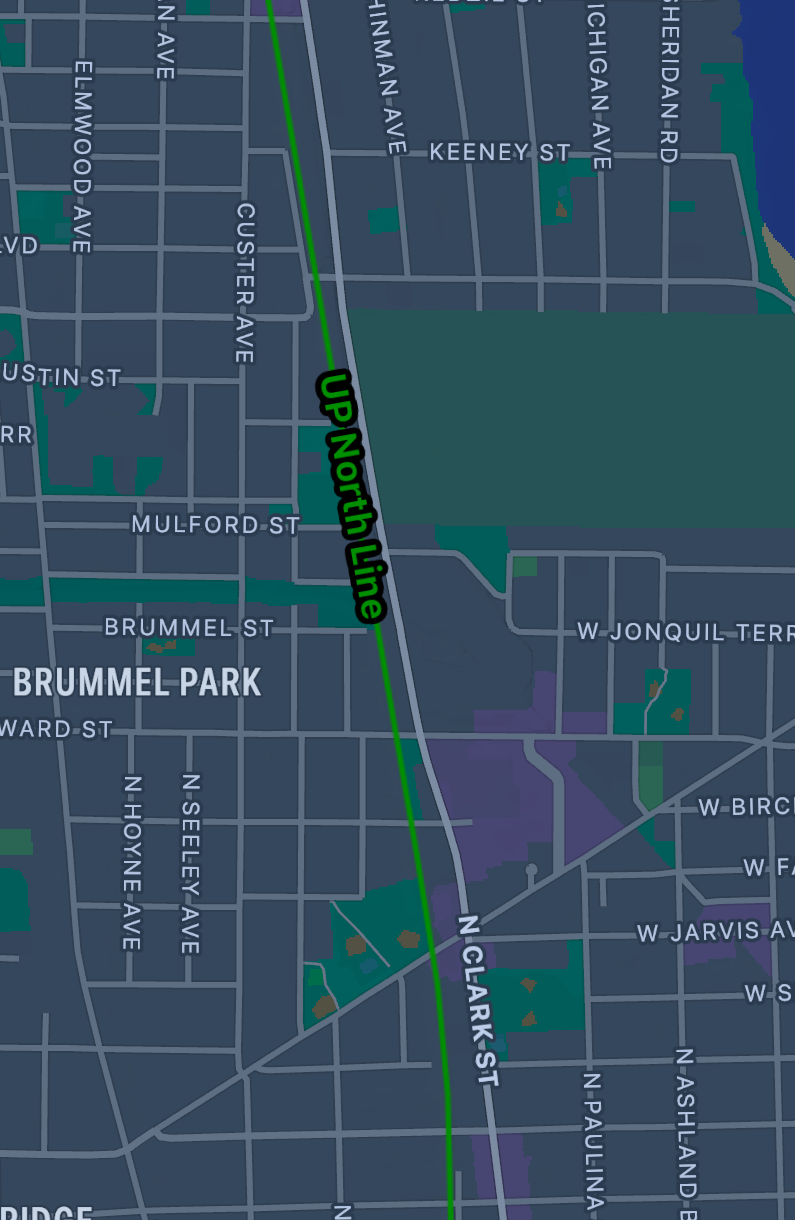 N AVE
HINMAN AVE
ICHIGAN AVE
SHERIDAN RD
ELMWOOD AVE
KEENEY ST
LVD
CUSTER AVE
USTIN ST
RR
UP North Line
MULFORD ST
BRUMMEL ST
W JONQUIL TERR
BRUMMEL PARK
WARD ST
N HOYNE AVE
N SEELEY AVE
W BIRC
W FA
N CLARK ST
W JARVIS AV
W S
N PAULINA
N ASHLAND B
RIDGE
N